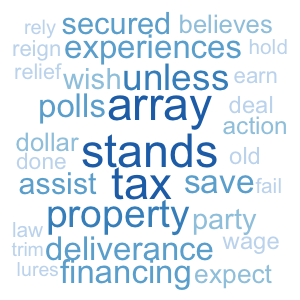 rely secured believes
reign experiences hold
relief wish unless earn
polls array deal
action
dollar stands old
done
assist tax save fail
property party
law
trim deliverance wage
lures financing expect